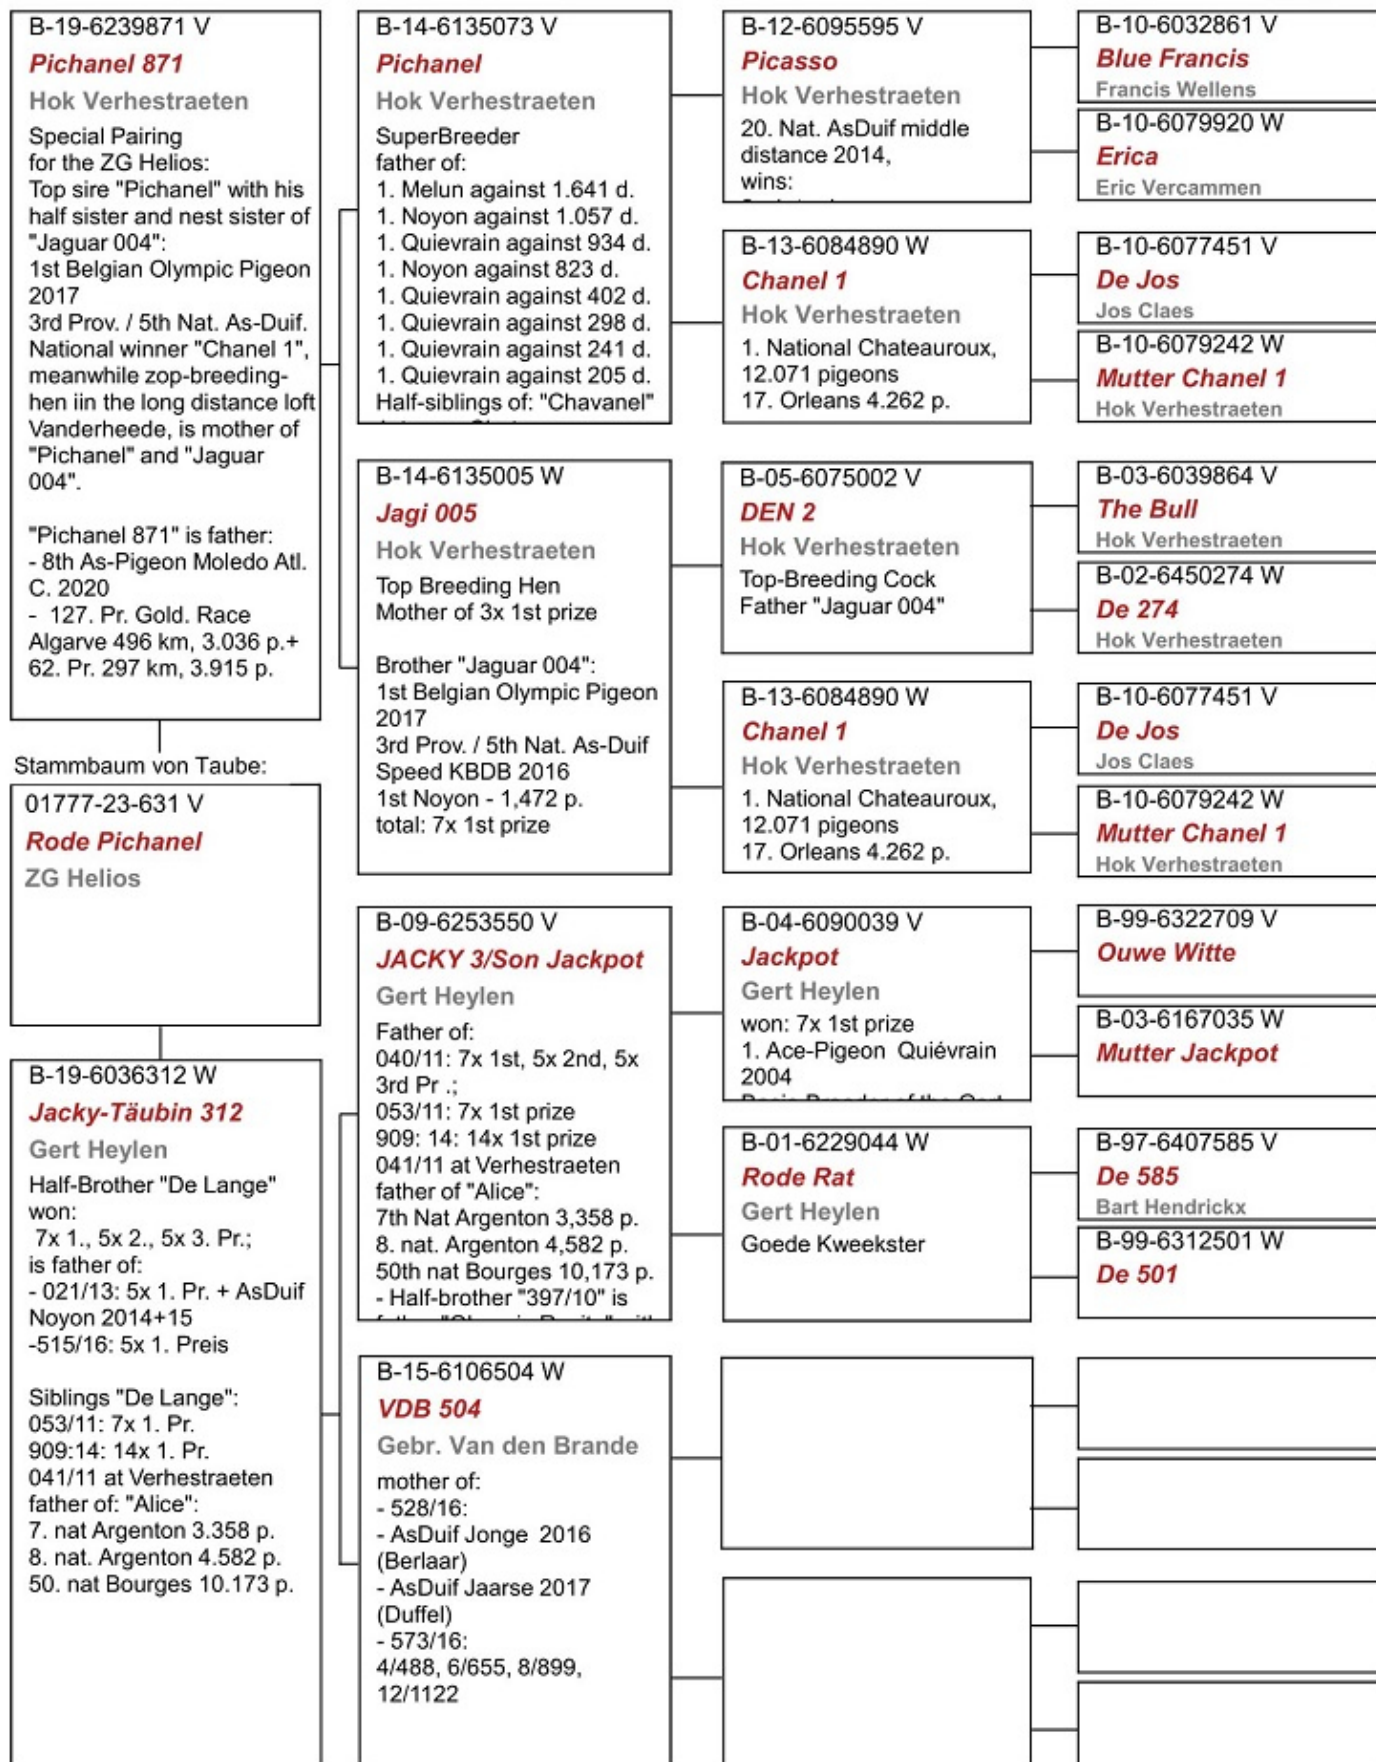 B-19-6239871 V
Pichanel 871
Hok Verhestraeten
Special Pairing
for the ZG Helios:
Top sire "Pichanel" with his
half sister and nest sister of
"Jaguar 004":
1st Belgian Olympic Pigeon
2017
3rd Prov. / 5th Nat. As-Duif.
National winner "Chanel 1",
meanwhile zop-breeding-
hen iin the long distance loft
Vanderheede, is mother of
"Pichanel" and "Jaguar
004".
"Pichanel 871" is father:
- 8th As-Pigeon Moledo Atl.
C. 2020
- 127. Pr. Gold. Race
Algarve 496 km, 3.036 p.+
62. Pr. 297 km, 3.915 p.
Stammbaum von Taube:
01777-23-631 V
Rode Pichanel
ZG Helios
B-19-6036312 W
Jacky-Täubin 312
Gert Heylen
Half-Brother "De Lange"
won:
7x 1., 5x 2., 5x 3. Pr.;
is father of:
- 021/13: 5x 1. Pr. + AsDuif
Noyon 2014+15
-515/16: 5x 1. Preis
Siblings "De Lange":
053/11: 7x 1. Pr.
909:14: 14x 1. Pr.
041/11 at Verhestraeten
father of: "Alice":
7. nat Argenton 3.358 p.
8. nat. Argenton 4.582 p.
50. nat Bourges 10.173 p.
B-14-6135073 V
Pichanel
Hok Verhestraeten
SuperBreeder
father of:
1. Melun against 1.641 d.
1. Noyon against 1.057 d.
1. Quievrain against 934 d.
1. Noyon against 823 d.
1. Quievrain against 402 d.
1. Quievrain against 298 d.
1. Quievrain against 241 d.
1. Quievrain against 205 d.
Half-siblings of: "Chavanel"
B-14-6135005 W
Jagi 005
Hok Verhestraeten
Top Breeding Hen
Mother of 3x 1st prize
Brother "Jaguar 004":
1st Belgian Olympic Pigeon
2017
3rd Prov. / 5th Nat. As-Duif
Speed KBDB 2016
1st Noyon - 1,472 p.
total: 7x 1st prize
B-09-6253550 V
JACKY 3/Son Jackpot
Gert Heylen
Father of:
040/11: 7x 1st, 5x 2nd, 5x
3rd Pr .;
053/11: 7x 1st prize
909: 14: 14x 1st prize
041/11 at Verhestraeten
father of "Alice":
7th Nat Argenton 3,358 p.
8. nat. Argenton 4,582 p.
50th nat Bourges 10,173 p.
- Half-brother "397/10" is
B-15-6106504 W
VDB 504
Gebr. Van den Brande
mother of:
- 528/16:
- AsDuif Jonge 2016
(Berlaar)
- AsDuif Jaarse 2017
(Duffel)
- 573/16:
4/488, 6/655, 8/899,
12/1122
B-12-6095595 V
Picasso
Hok Verhestraeten
20. Nat. AsDuif middle
distance 2014,
wins:
B-13-6084890 W
Chanel 1
Hok Verhestraeten
1. National Chateauroux,
12.071 pigeons
17. Orleans 4.262 p.
B-05-6075002 V
DEN 2
Hok Verhestraeten
Top-Breeding Cock
Father "Jaguar 004"
B-13-6084890 W
Chanel 1
Hok Verhestraeten
1. National Chateauroux,
12.071 pigeons
17. Orleans 4.262 p.
B-04-6090039 V
Jackpot
Gert Heylen
won: 7x 1st prize
1. Ace-Pigeon Quiévrain
2004
B-01-6229044 W
Rode Rat
Gert Heylen
Goede Kweekster
B-10-6032861 V
Blue Francis
Francis Wellens
B-10-6079920 W
Erica
Eric Vercammen
B-10-6077451 V
De Jos
Jos Claes
B-10-6079242 W
Mutter Chanel 1
Hok Verhestraeten
B-03-6039864 V
The Bull
Hok Verhestraeten
B-02-6450274 W
De 274
Hok Verhestraeten
B-10-6077451 V
De Jos
Jos Claes
B-10-6079242 W
Mutter Chanel 1
Hok Verhestraeten
B-99-6322709 V
Ouwe Witte
B-03-6167035 W
Mutter Jackpot
B-97-6407585 V
De 585
Bart Hendrickx
B-99-6312501 W
De 501